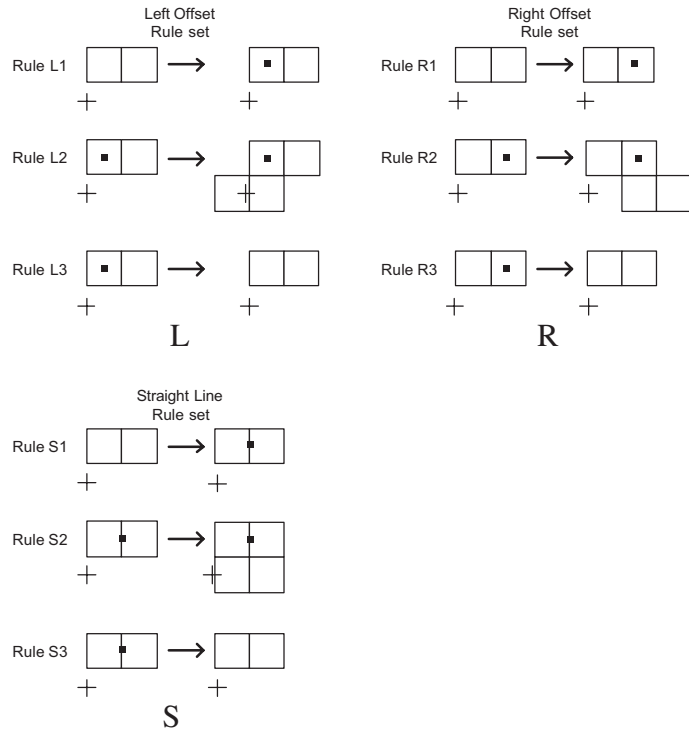 Left Offset
Rule set
Rule L1
Rule L2
Rule L3
L
Right Offset
Rule set
Rule R1
Rule R2
Rule R3
R
Straight Line
Rule set
Rule S1
Rule S2
Rule S3
S